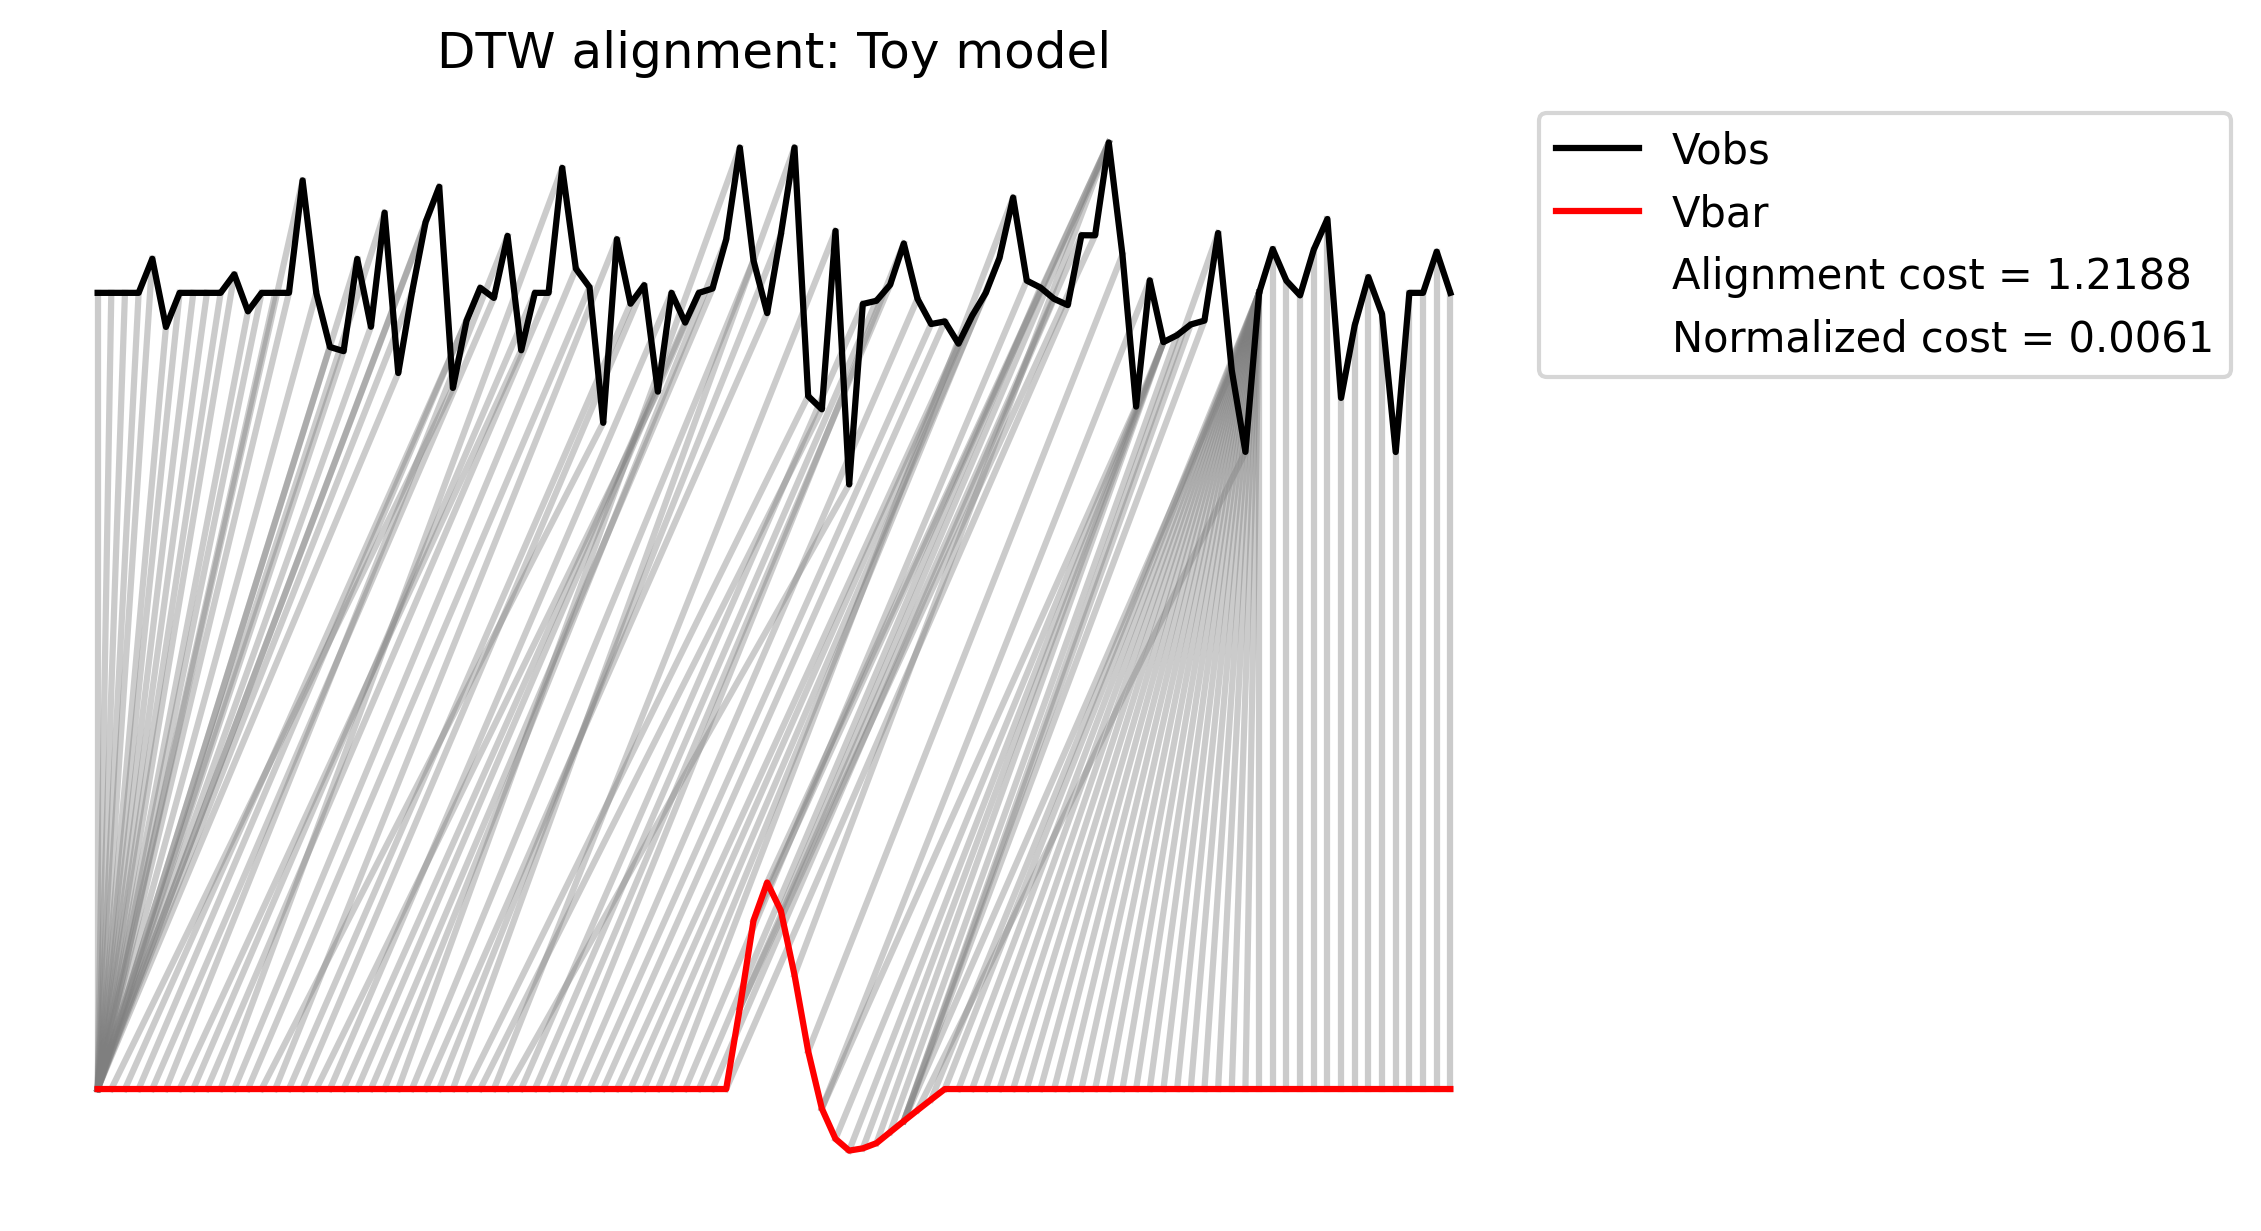 DTW alignment: Toy model
Vobs
Vbar
Alignment cost = 1.2188
Normalized cost = 0.0061